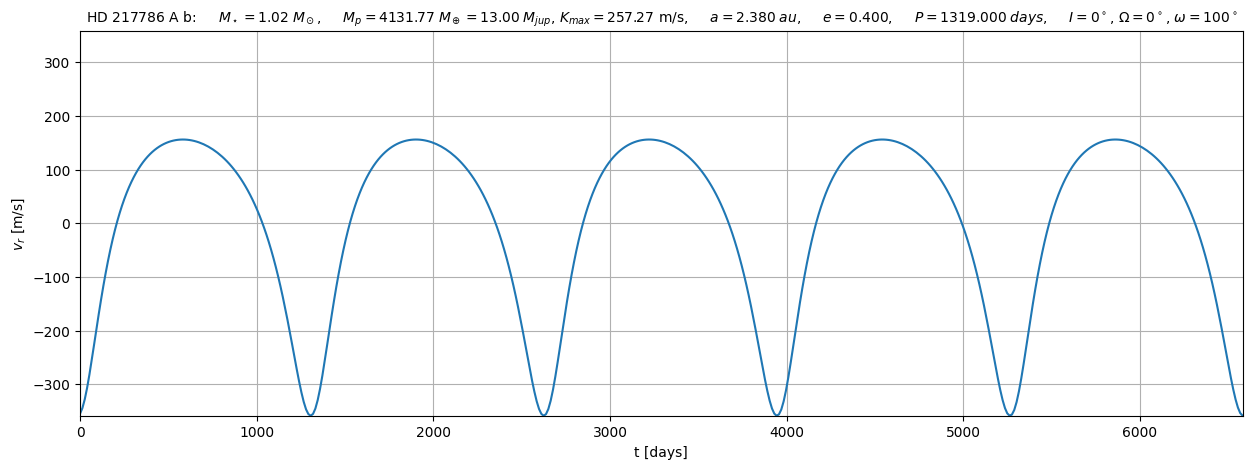 HD 217786 A b: M⋆ = 1.02 M⊙, Mp = 4131.77 M⊕ = 13.00 Mjup, Kmax = 257.27 m/s, a = 2.380 au, e = 0.400, P = 1319.000 days, I = 0°, Ω = 0°, ω = 100°
300
200
100
0
−100
−200
−300
vr [m/s]
0 1000 2000 3000 4000 5000 6000
t [days]